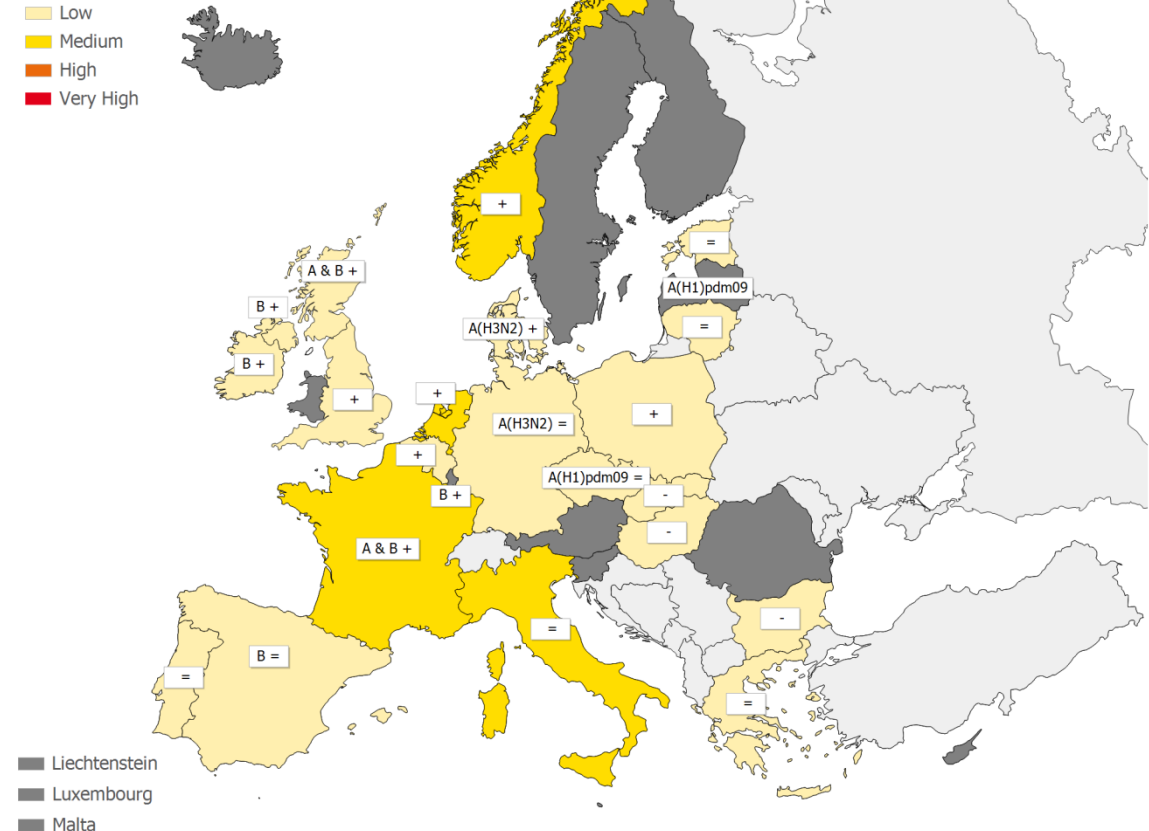 Low
Medium
High
Very High
+
A & B +
=
B +
A(H1)pdm09
A(H3N2) +
=
B +
+
+
A(H3N2) =
+
+
A(H1)pdm09 =
B +
-
-
A & B +
-
=
B =
=
=
Liechtenstein
Luxembourg
Malta